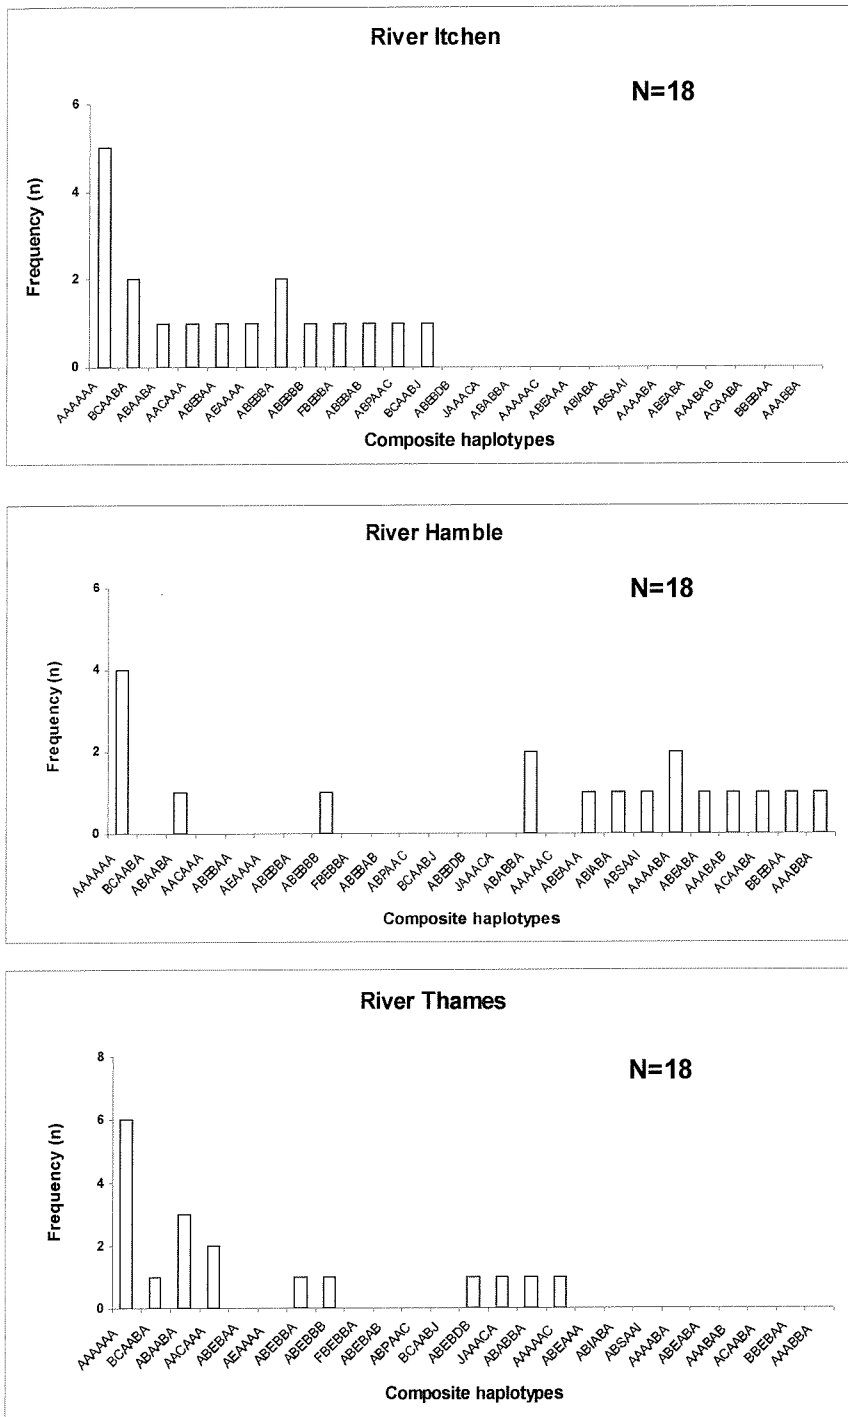 River Itchen
N=18
6
4
2
0
Frequency (n)
AAAAAA
BCAABA
ABAABA
AACAAA
ABEBAA
AEAAAA
ABEBBA
ABEBBB
FBEBBA
ABEBAB
ABPAAC
BCAABJ
ABEBDB
JAAACA
ABABBA
AAAAAC
ABEAAA
ABIABA
ABSAAI
AAAABA
ABEABA
AAABAB
ACAABA
BBEBAA
AAABBA
Composite haplotypes
River Hamble
N=18
6
4
2
0
Frequency (n)
AAAAAA
BCAABA
ABAABA
AACAAA
ABEBAA
AEAAAA
ABEBBA
ABEBBB
FBEBBA
ABEBAB
ABPAAC
BCAABJ
ABEBDB
JAAACA
ABABBA
AAAAAC
ABEAAA
ABIABA
ABSAAI
AAAABA
ABEABA
AAABAB
ACAABA
BBEBAA
AAABBA
Composite haplotypes
River Thames
N=18
8
6
4
2
0
Frequency (n)
AAAAAA
BCAABA
ABAABA
AACAAA
ABEBAA
AEAAAA
ABEBBA
ABEBBB
FBEBBA
ABEBAB
ABPAAC
BCAABJ
ABEBDB
JAAACA
ABABBA
AAAAAC
ABEAAA
ABIABA
ABSAAI
AAAABA
ABEABA
AAABAB
ACAABA
BBEBAA
AAABBA
Composite haplotypes